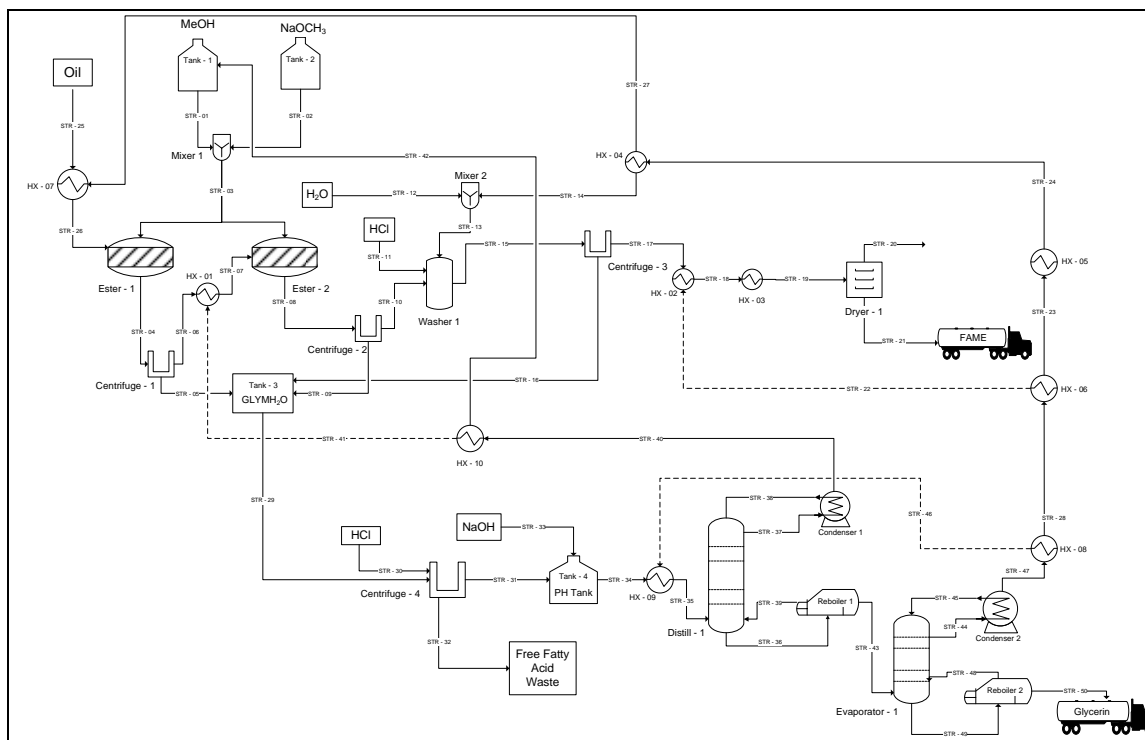 MeOH
NaOCH3
Tank - 1
Tank - 2
Oil
STR - 27
STR - 25
STR - 01
STR - 02
Mixer 1
STR - 42
HX - 04
STR - 24
HX - 07
STR - 03
H2O
STR - 12
Mixer 2
STR - 14
STR - 26
HCl
STR - 13
STR - 11
STR - 15
STR - 17
Centrifuge - 3
STR - 20
HX - 05
HX - 01
STR - 07
Ester - 1
Ester - 2
STR - 10
Washer 1
HX - 02
STR - 18
HX - 03
STR - 19
Dryer - 1
STR - 08
STR - 04
STR - 06
Centrifuge - 2
STR - 23
STR - 21
FAME
Centrifuge - 1
STR - 16
STR - 05
Tank - 3
GLYMH2O
STR - 09
STR - 22
HX - 06
STR - 41
HX - 10
STR - 40
STR - 29
STR - 38
STR - 37
Condenser 1
STR - 46
STR - 28
NaOH
STR - 33
HCl
STR - 30
Centrifuge - 4
STR - 31
Tank - 4
PH Tank
STR - 34
HX - 09
STR - 35
HX - 08
STR - 47
Distill - 1
STR - 39
Reboiler 1
STR - 36
STR - 45
STR - 44
Condenser 2
STR - 32
STR - 43
Free Fatty
Acid
Waste
STR - 48
Reboiler 2
STR - 50
Glycerin
Evaporator - 1
STR - 49